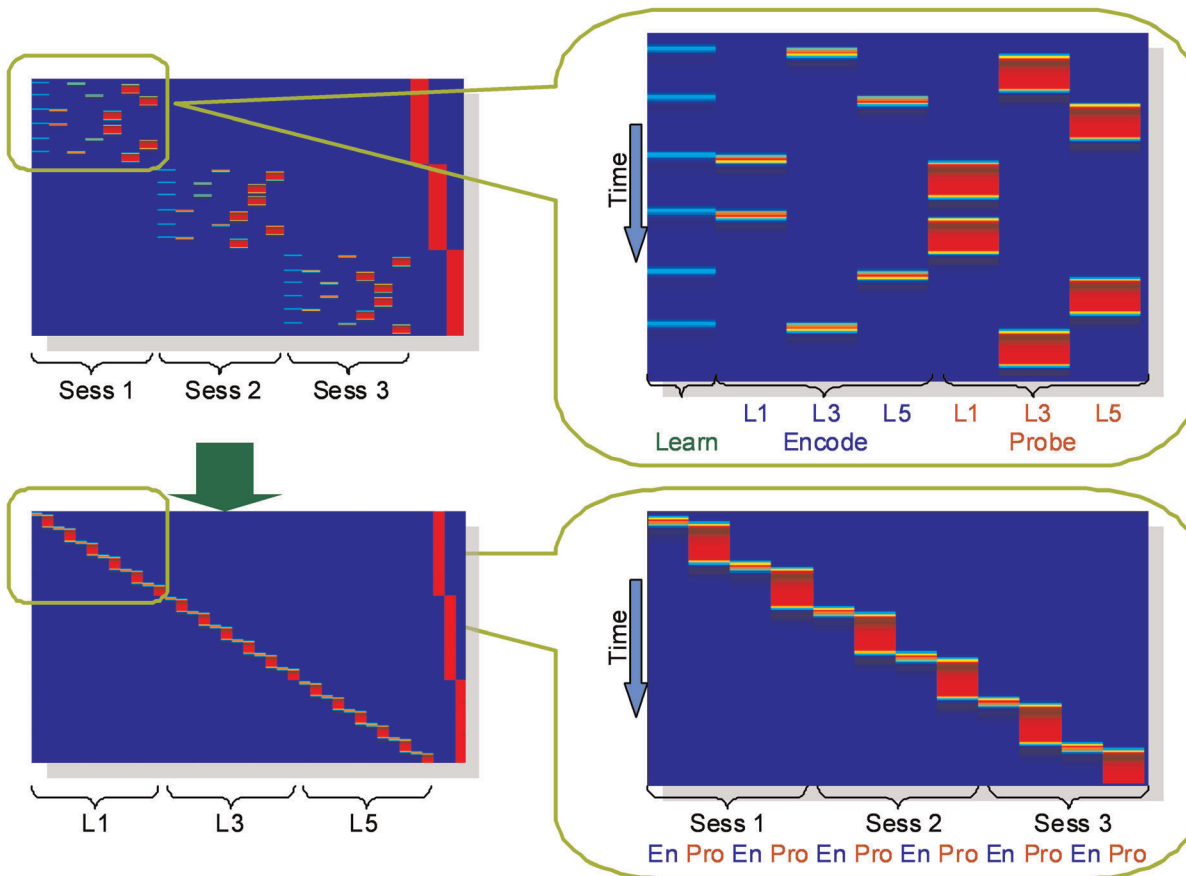 Sess 1 Sess 2 Sess 3
Time
L1 L3 L5 L1 L3 L5
Learn Encode Probe
L1 L3 L5
Time
Sess 1 Sess 2 Sess 3
En Pro En Pro En Pro En Pro En Pro En Pro